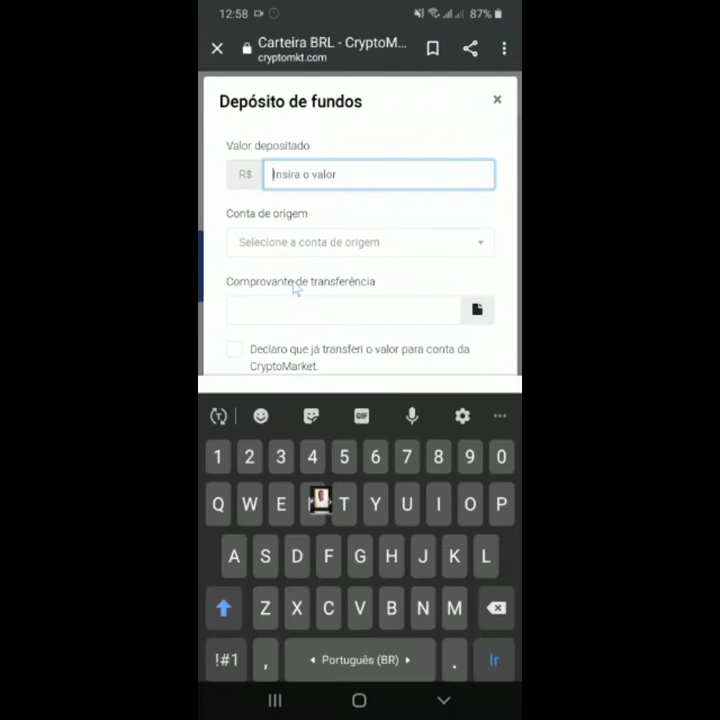 12:58 87%
Carteira BRL - CryptoM...
cryptomkt.com
Depósito de fundos
Valor depositado
R$ Insira o valor
Conta de origem
Selecione a conta de origem
Comprovante de transferência
Declaro que já transferi o valor para conta da
CryptoMarket.
T GIF
1 2 3 4 5 6 7 8 9 0
Q W E T Y U I O P
A S D F G H J K L
Z X C V B N M
!#1 , Português (BR) . Ir